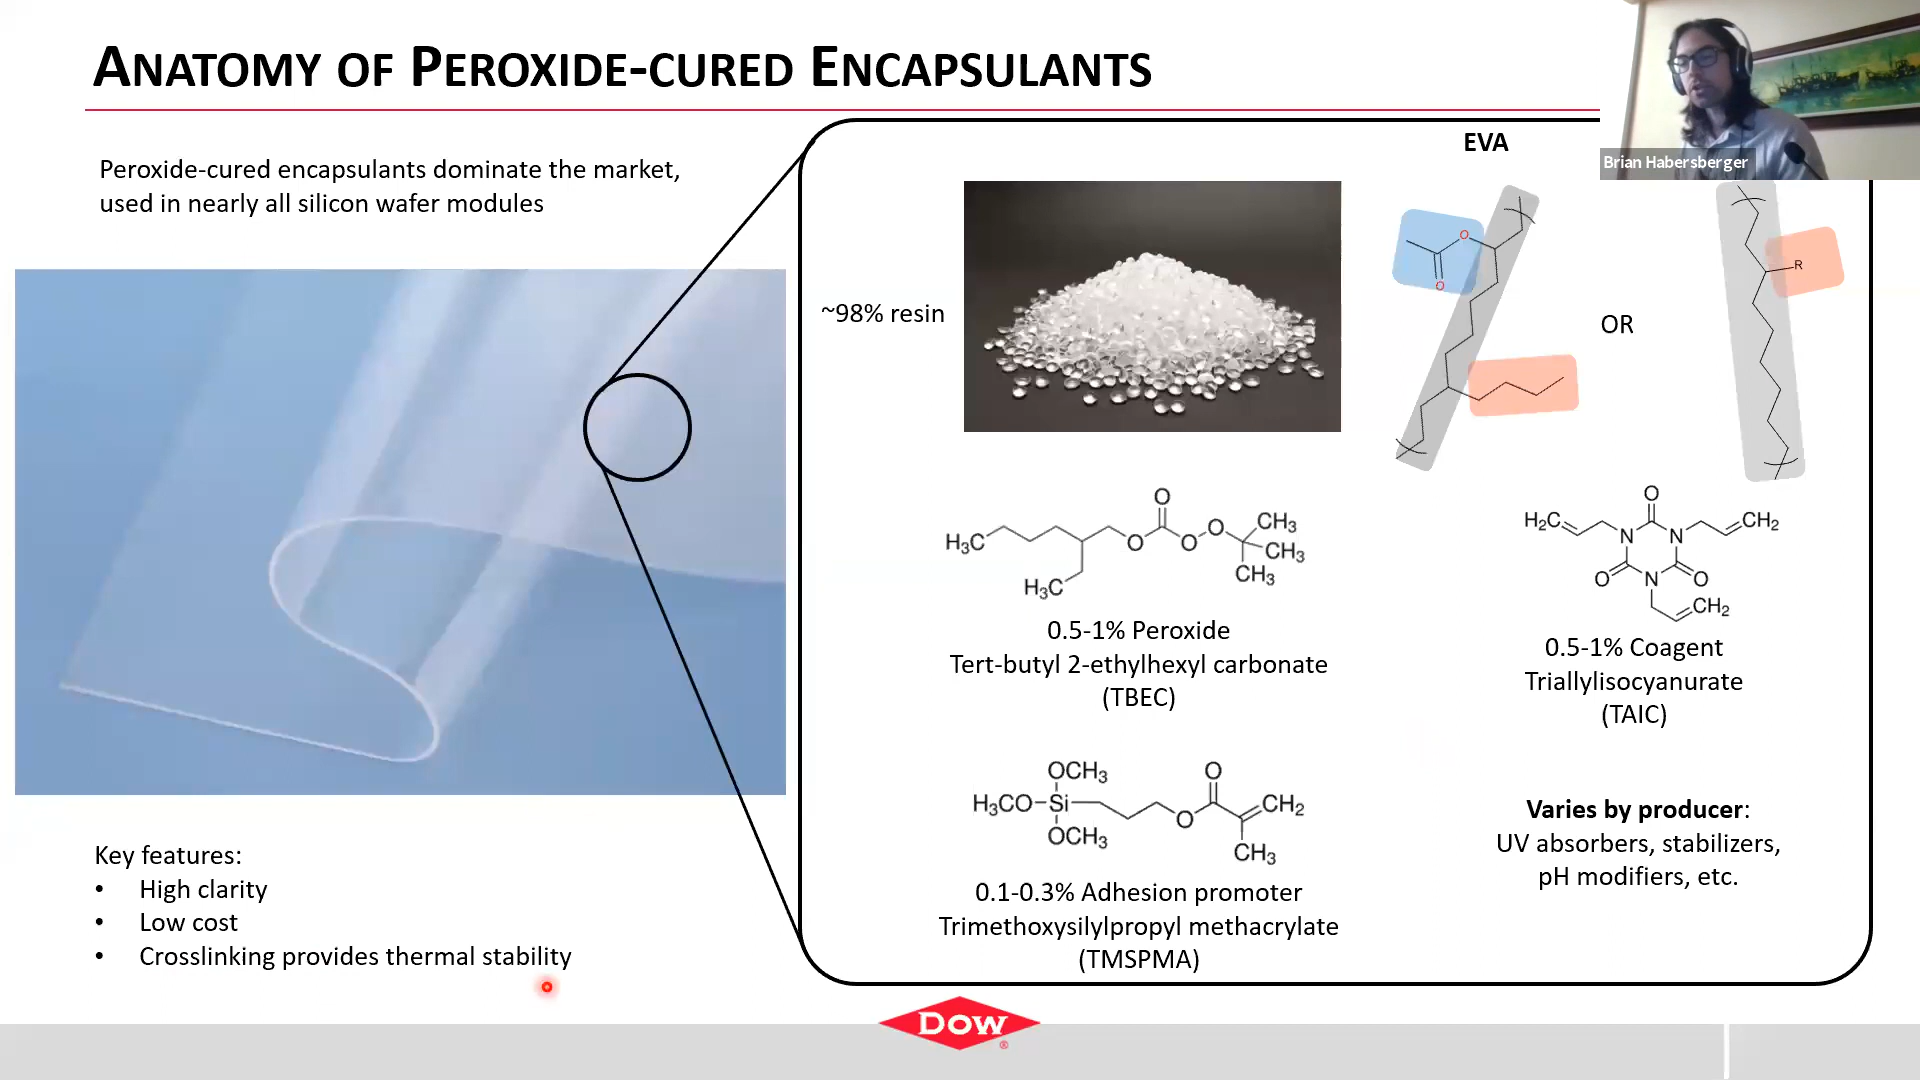 ANATOMY OF PEROXIDE-CURED ENCAPSULANTS
Brian Habersberger
Peroxide-cured encapsulants dominate the market,
used in nearly all silicon wafer modules
EVA
O
O
R
~98% resin
OR
O
H₃C
O
O
O
CH₃
CH₃
CH₃
H₃C
0.5-1% Peroxide
Tert-butyl 2-ethylhexyl carbonate
(TBEC)
O
H₂C
CH₂
N
N
O
N
O
CH₂
0.5-1% Coagent
Triallylisocyanurate
(TAIC)
OCH₃
O
H₃CO
Si
CH₂
O
OCH₃
CH₃
0.1-0.3% Adhesion promoter
Trimethoxysilylpropyl methacrylate
(TMSPMA)
Varies by producer:
UV absorbers, stabilizers,
pH modifiers, etc.
Key features:
• High clarity
• Low cost
• Crosslinking provides thermal stability
DOW
®